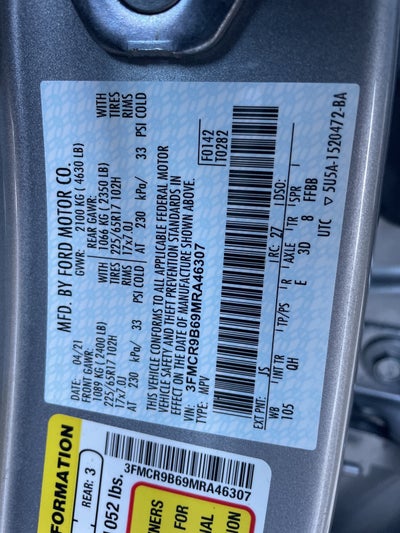 MFD. BY FORD MOTOR CO.
DATE: 04/21 GVWR: 2100 KG (4630 LB)
FRONT GAWR: REAR GAWR: WITH
1089 KG (2400 LB) 1066 KG (2350 LB) TIRES
225/65R17 102H 225/65R17 102H RIMS
17x7.0J 17x7.0J
AT 230 kPa/ 33 PSI COLD AT 230 kPa/ 33 PSI COLD
THIS VEHICLE CONFORMS TO ALL APPLICABLE FEDERAL MOTOR
VEHICLE SAFETY AND THEFT PREVENTION STANDARDS IN
EFFECT ON THE DATE OF MANUFACTURE SHOWN ABOVE.
VIN: 3FMCR9B69MRA46307
TYPE: MPV
F0142
T0282
EXT PNT: JS RC: 27 DSO:
WB INT TR TP/PS R AXLE TR SPR
105 QH E 3D 8 FFBB
UTC ▽ 5U5A-1520472-BA
FORMATION
REAR: 3
052 lbs.
3FMCR9B69MRA46307
NERS
FOR
NAL
TION